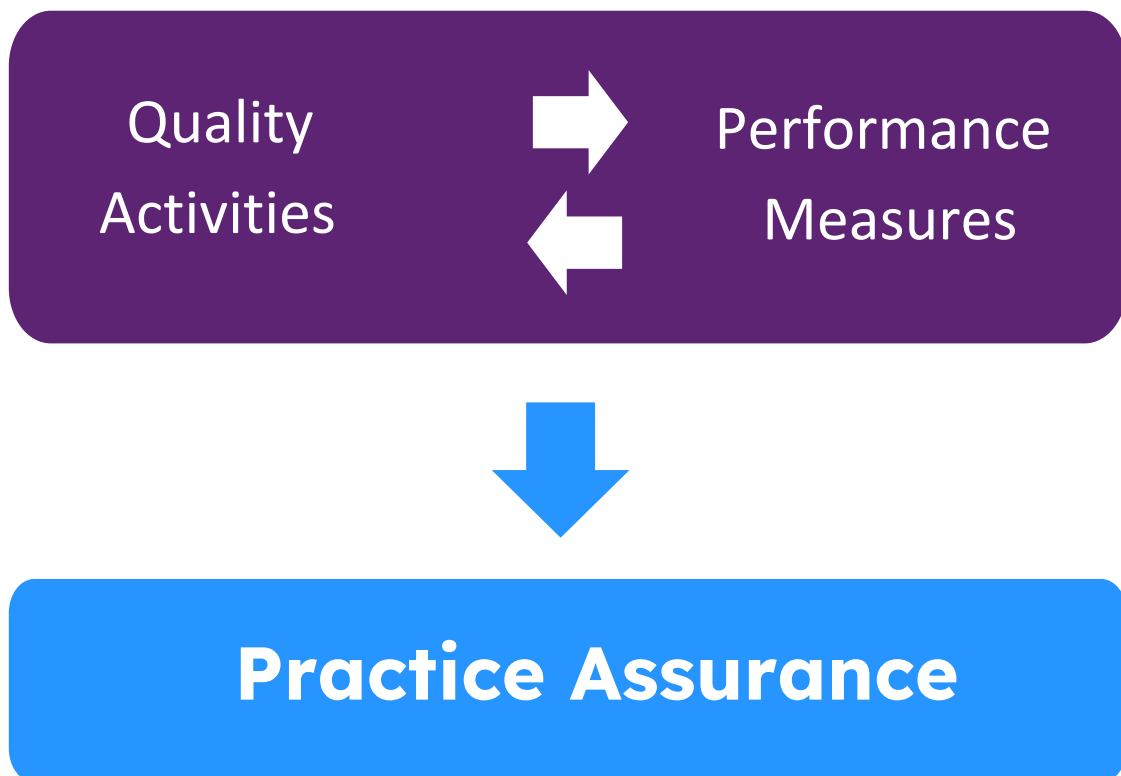 Quality
Activities
Performance
Measures
Practice Assurance